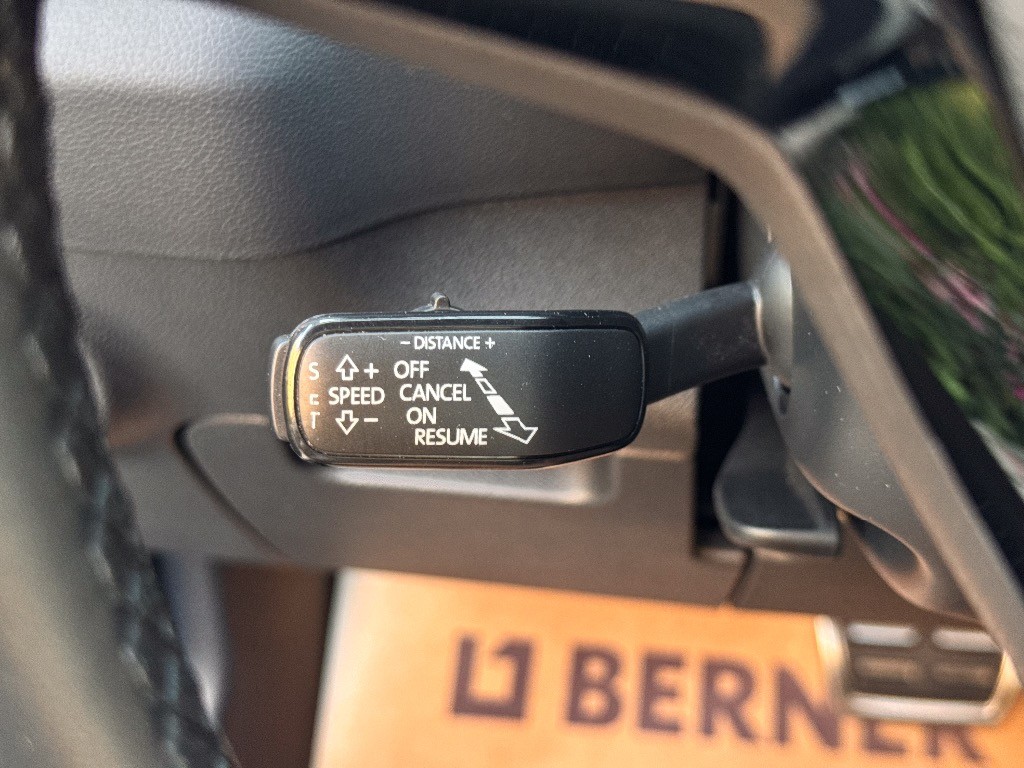 − DISTANCE +
S + OFF
E SPEED CANCEL
T − ON
RESUME
BERNER